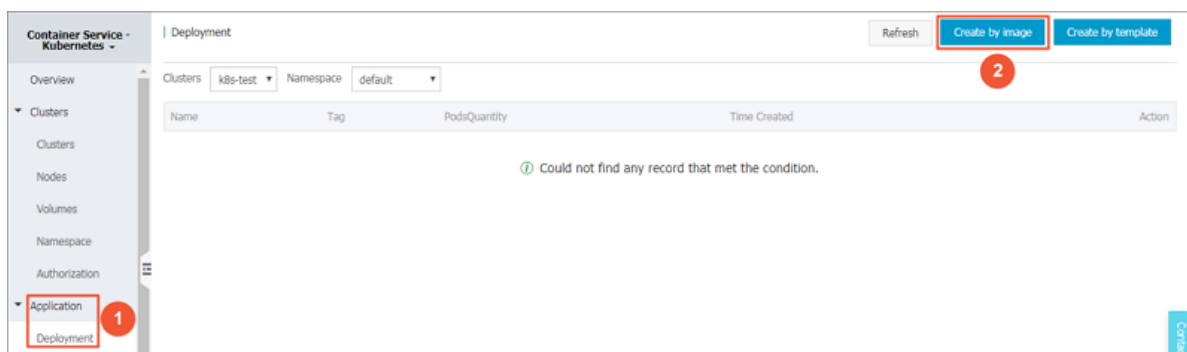 Container Service -
Kubernetes
Deployment
Refresh
Create by image
Create by template
2
Overview
Clusters k8s-test Namespace default
Clusters
Name Tag PodsQuantity Time Created Action
Clusters
Could not find any record that met the condition.
Nodes
Volumes
Namespace
Authorization
Application
1
Deployment